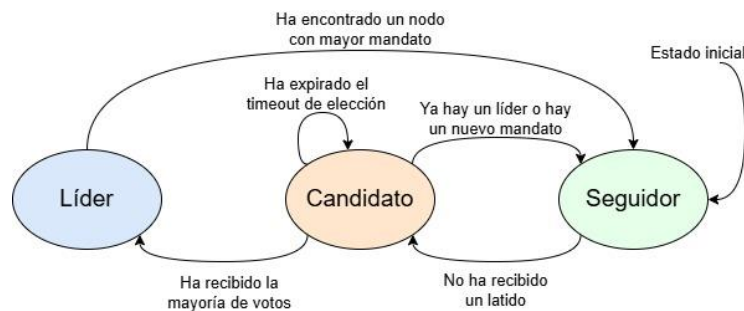 Ha encontrado un nodo
con mayor mandato
Estado inicial
Ha expirado el
timeout de elección
Ya hay un líder o hay
un nuevo mandato
Líder
Candidato
Seguidor
Ha recibido la
mayoría de votos
No ha recibido
un latido